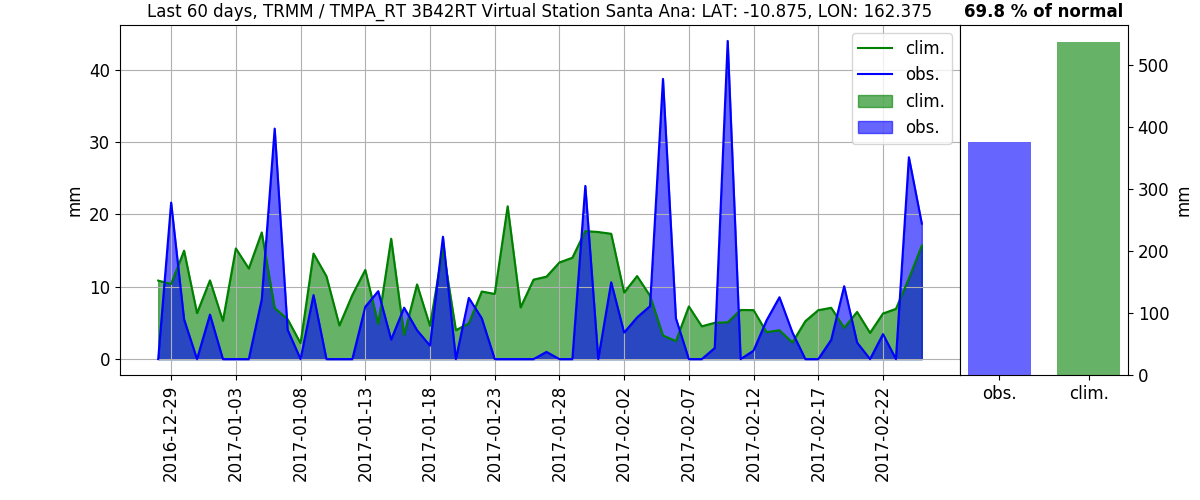 Last 60 days, TRMM / TMPA_RT 3B42RT Virtual Station Santa Ana: LAT: -10.875, LON: 162.375
69.8 % of normal
clim.
obs.
clim.
obs.
mm
40
30
20
10
0
2016-12-29
2017-01-03
2017-01-08
2017-01-13
2017-01-18
2017-01-23
2017-01-28
2017-02-02
2017-02-07
2017-02-12
2017-02-17
2017-02-22
500
400
300
200
100
0
mm
obs.
clim.